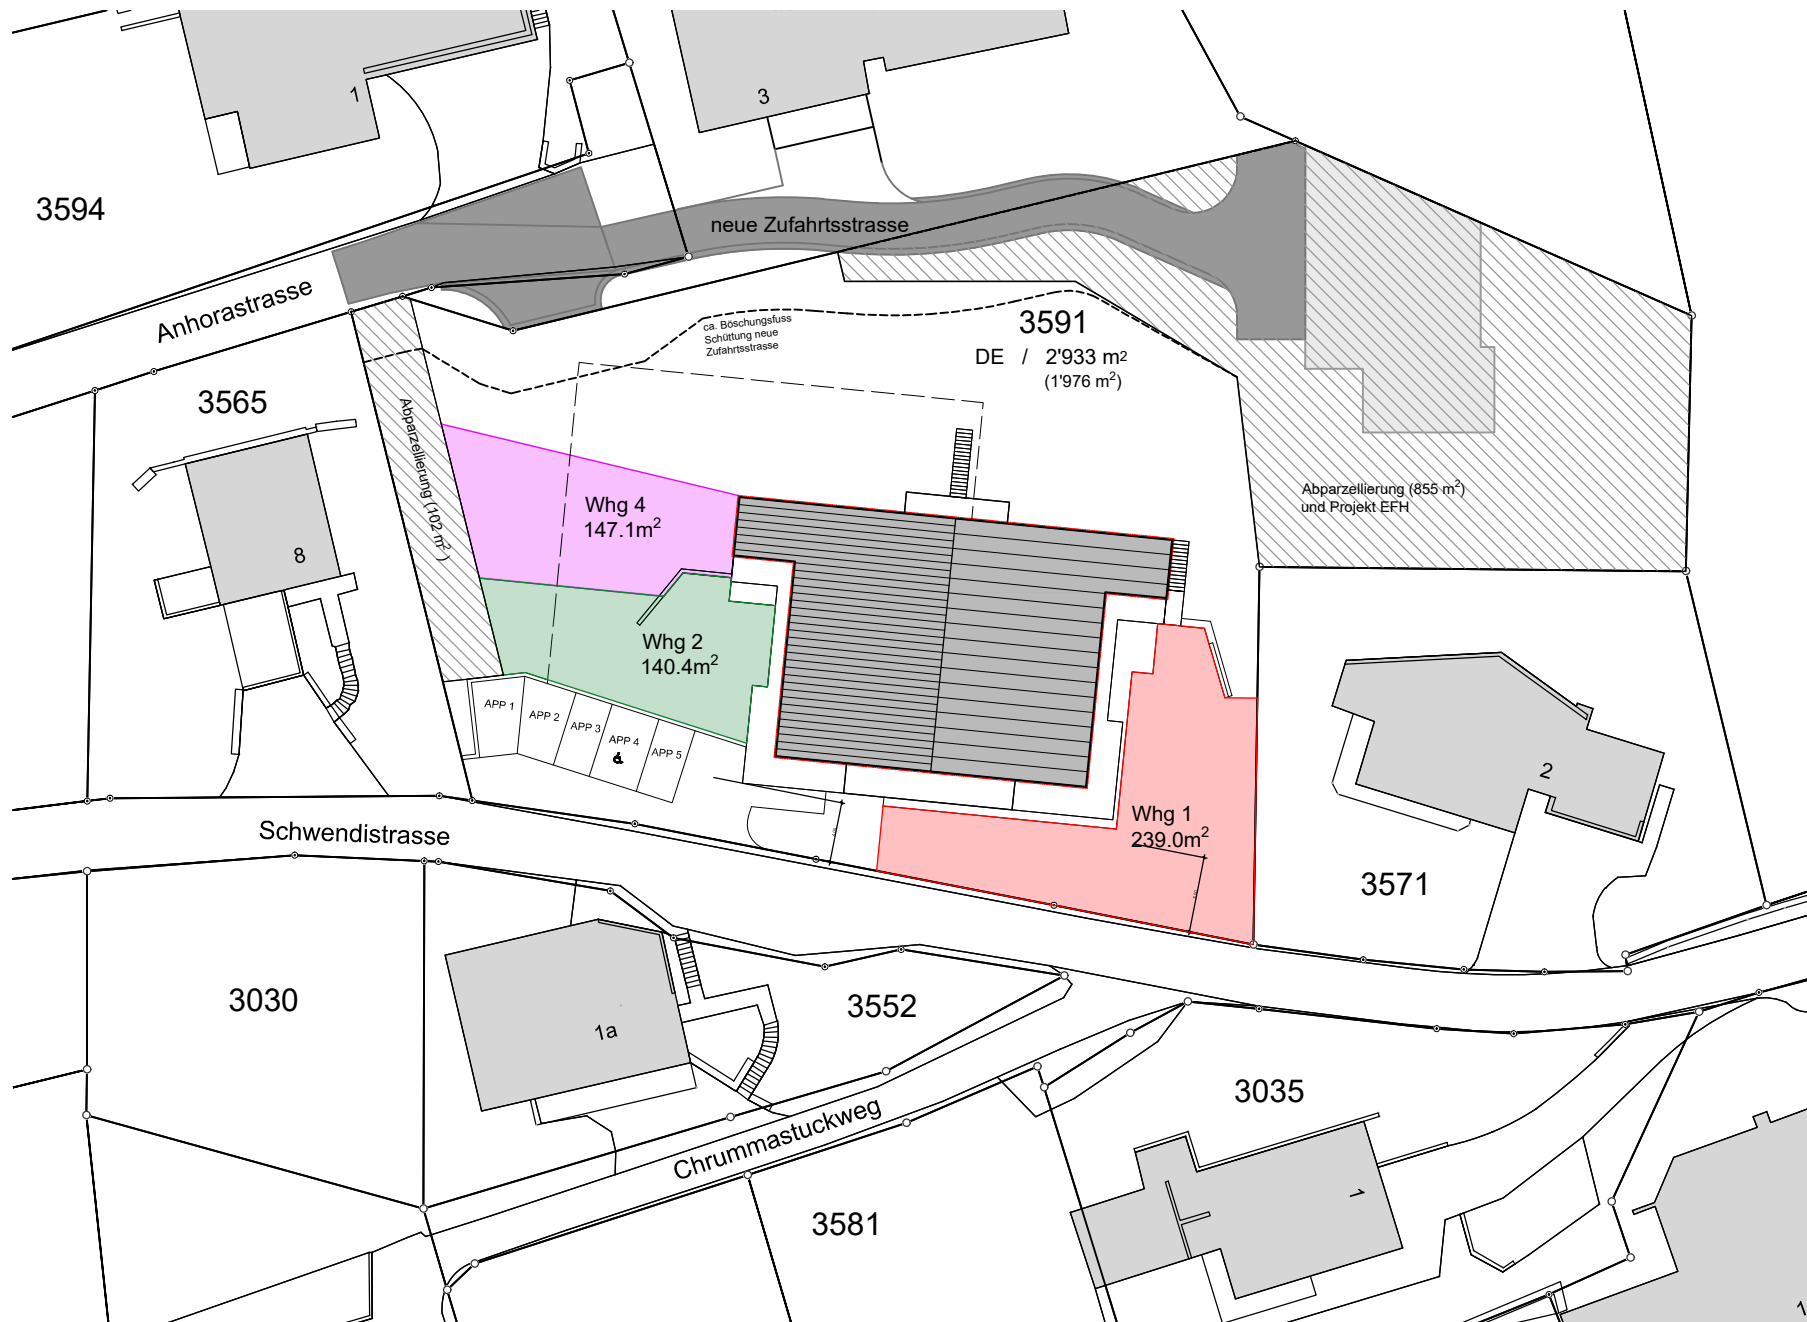 1
3
3594
neue Zufahrtsstrasse
Anhorastrasse
ca. Böschungsfuss
Schüttung neue
Zufahrtsstrasse
3591
DE / 2'933 m2
(1'976 m2)
3565
Abparzellierung (102 m2)
Whg 4
147.1m2
Abparzellierung (855 m2)
und Projekt EFH
8
Whg 2
140.4m2
APP 1
APP 2
APP 3
APP 4
APP 5
2
Whg 1
239.0m2
Schwendistrasse
3571
3030
1a
3552
3035
Chrummastuckweg
1
3581
1